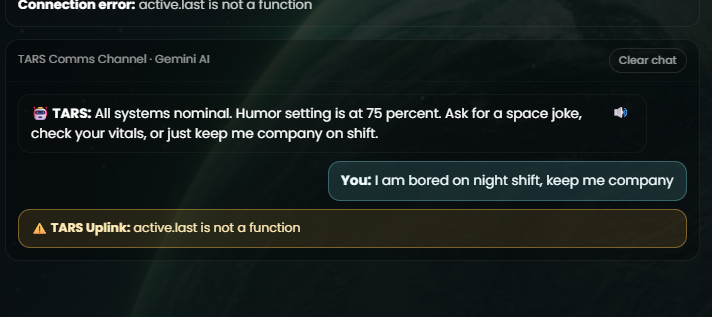 Connection error: active.last is not a function
TARS Comms Channel · Gemini AI
Clear chat
TARS: All systems nominal. Humor setting is at 75 percent. Ask for a space joke,
check your vitals, or just keep me company on shift.
You: I am bored on night shift, keep me company
TARS Uplink: active.last is not a function